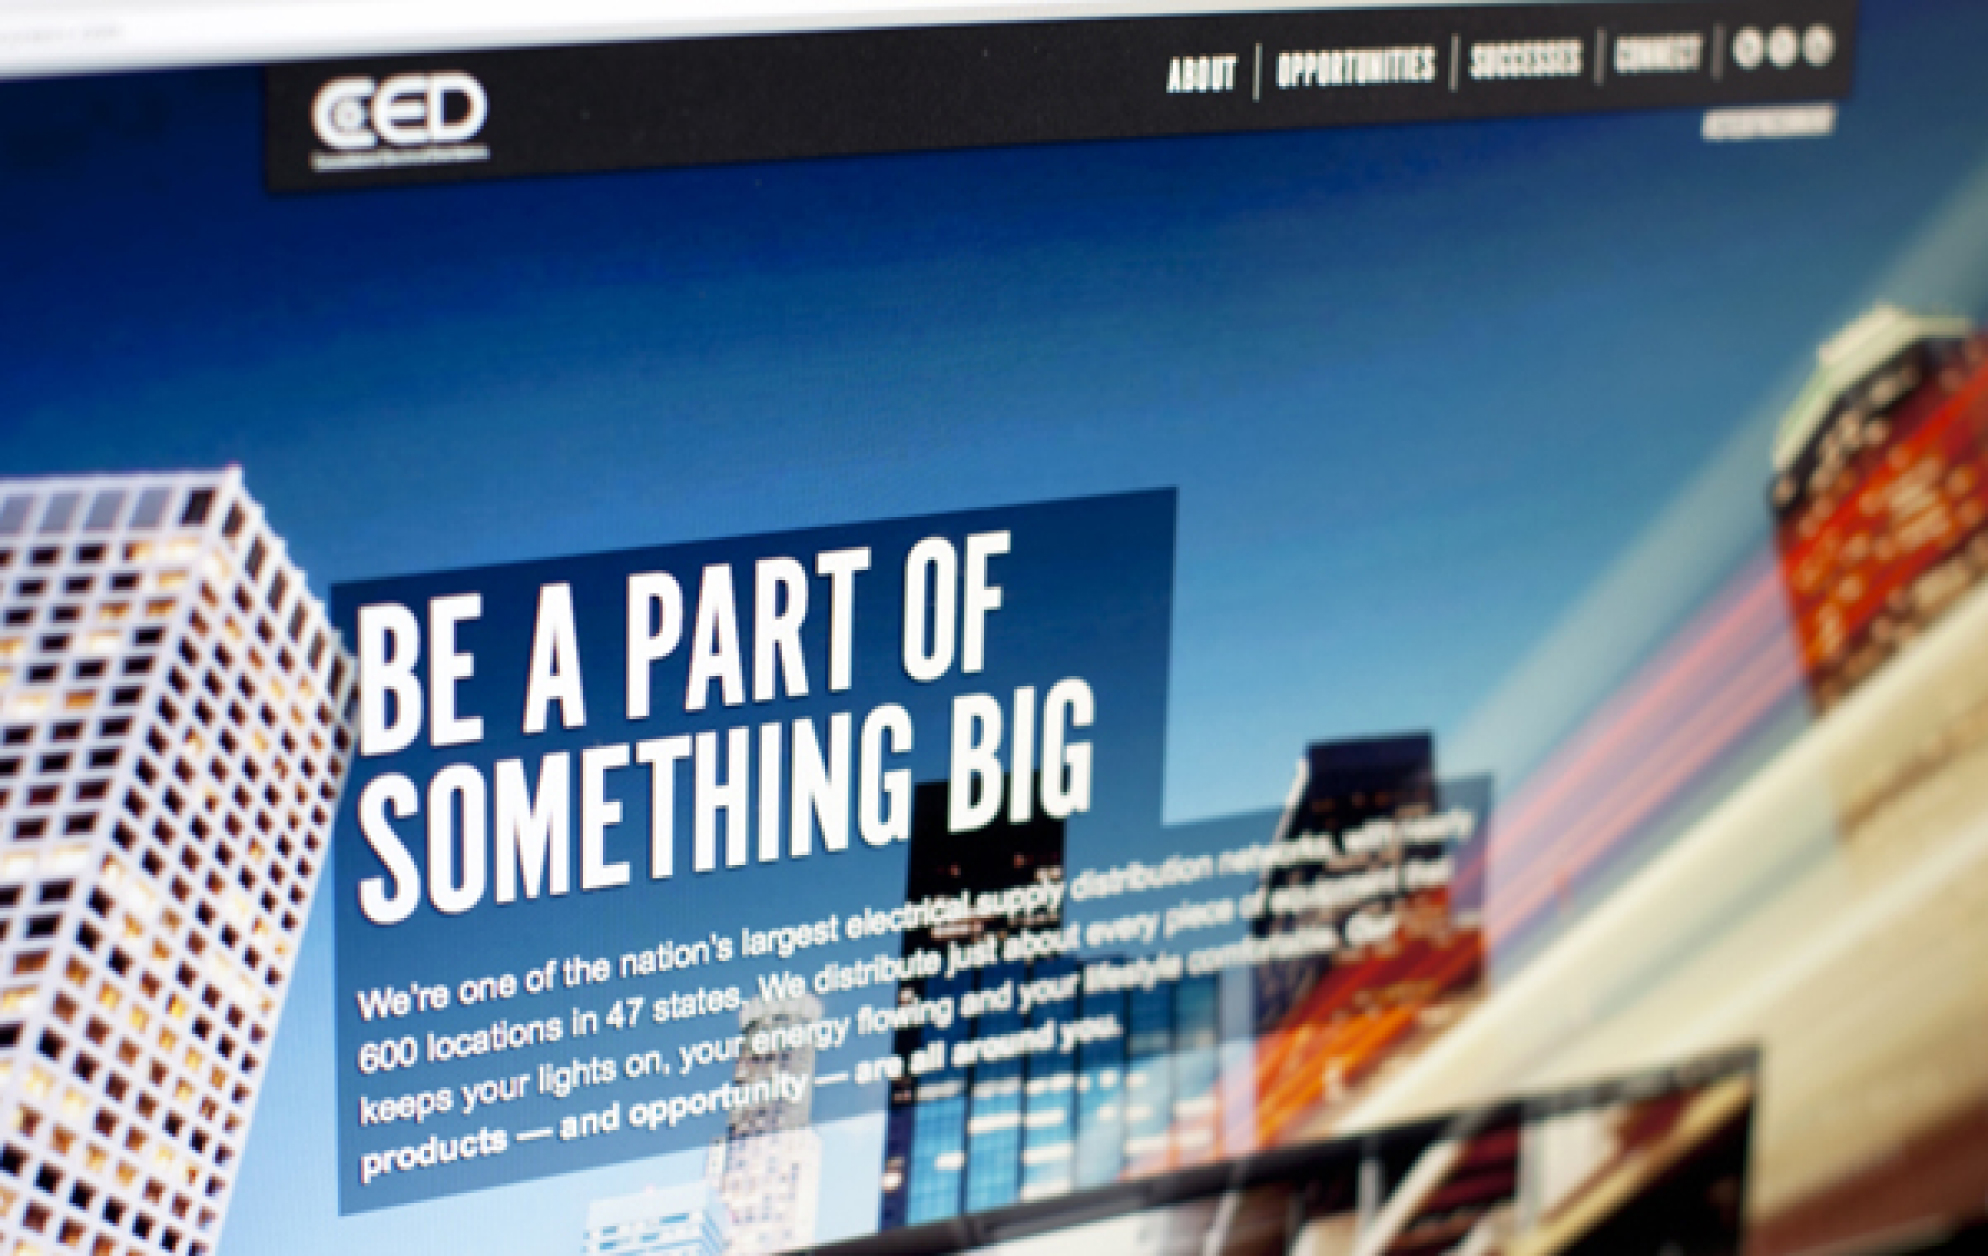 CED
ABOUT
OPPORTUNITIES
SUCCESSES
CONNECT
BE A PART OF
SOMETHING BIG
We're one of the nation's largest electrical supply distribution networks, with nearly
600 locations in 47 states. We distribute just about every piece of equipment that
keeps your lights on, your energy flowing and your lifestyle comfortable. Our
products — and opportunity — are all around you.